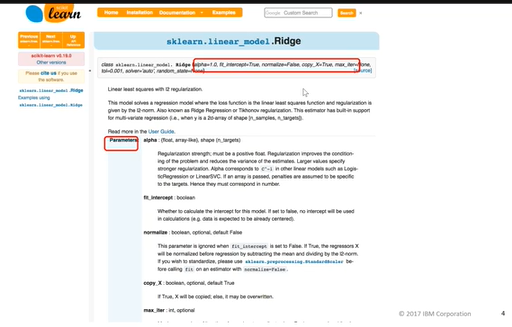 learn
Home Installation Documentation Examples
Google Custom Search
Search
Previous
Next
Up
scikit-learn v0.19.0
Other versions
Please cite us if you use
the software.
sklearn.linear_model.Ridge
Examples using
sklearn.linear_model.Ridge
sklearn.linear_model.Ridge
class sklearn.linear_model. Ridge (alpha=1.0, fit_intercept=True, normalize=False, copy_X=True, max_iter=None,
tol=0.001, solver='auto', random_state=None)
Linear least squares with l2 regularization.
This model solves a regression model where the loss function is the linear least squares function and regularization is
given by the l2-norm. Also known as Ridge Regression or Tikhonov regularization. This estimator has built-in support
for multi-variate regression (i.e., when y is a 2d-array of shape [n_samples, n_targets]).
Read more in the User Guide.
Parameters:
alpha : {float, array-like}, shape (n_targets)
Regularization strength; must be a positive float. Regularization improves the condition-
ing of the problem and reduces the variance of the estimates. Larger values specify
stronger regularization. Alpha corresponds to C^-1 in other linear models such as Logis-
ticRegression or LinearSVC. If an array is passed, penalties are assumed to be specific
to the targets. Hence they must correspond in number.
fit_intercept : boolean
Whether to calculate the intercept for this model. If set to false, no intercept will be
used in calculations (e.g. data is expected to be already centered).
normalize : boolean, optional, default False
This parameter is ignored when fit_intercept is set to False. If True, the regressors X
will be normalized before regression by subtracting the mean and dividing by the l2-norm.
If you wish to standardize, please use sklearn.preprocessing.StandardScaler be-
fore calling fit on an estimator with normalize=False.
copy_X : boolean, optional, default True
If True, X will be copied; else, it may be overwritten.
max_iter : int, optional
© 2017 IBM Corporation
4